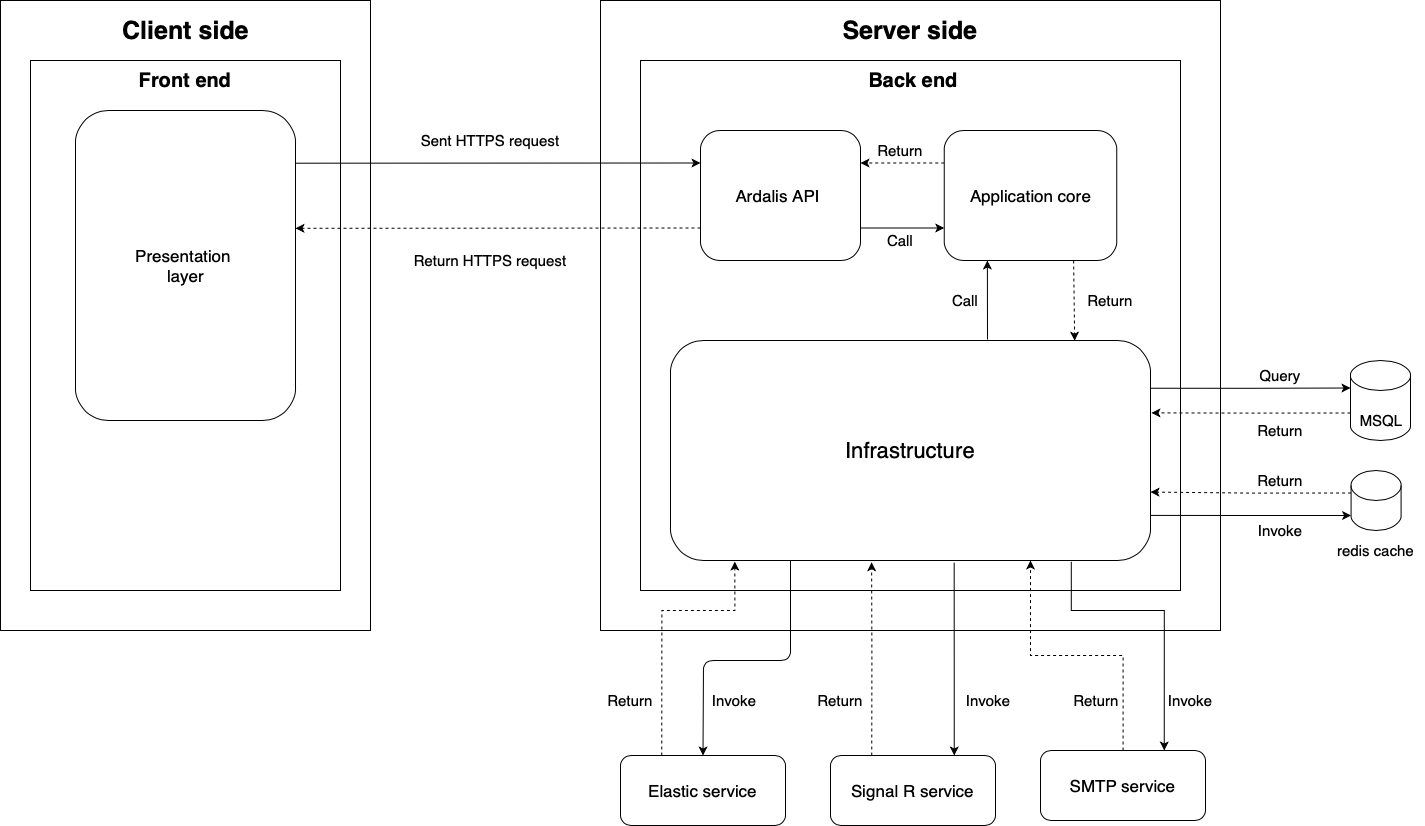 Client side
Server side
Front end
Back end
Sent HTTPS request
Return
Ardalis API
Application core
Call
Presentation
layer
Return HTTPS request
Call
Return
Query
MSQL
Return
Infrastructure
Return
Invoke
redis cache
Return
Invoke
Return
Invoke
Return
Invoke
Elastic service
Signal R service
SMTP service